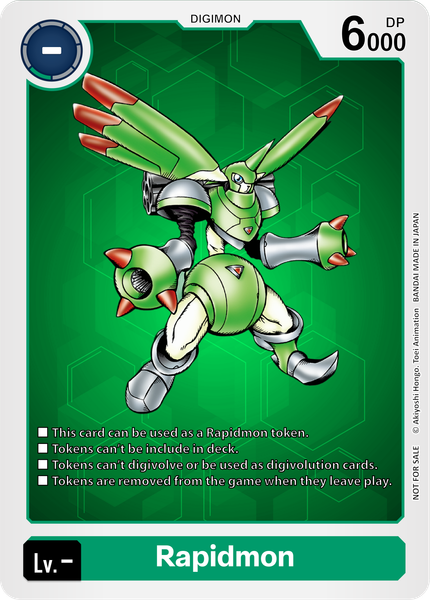 DIGIMON
DP
6000
-
■ This card can be used as a Rapidmon token.
■ Tokens can't be include in deck.
■ Tokens can't digivolve or be used as digivolution cards.
■ Tokens are removed from the game when they leave play.
NOT FOR SALE © Akiyoshi Hongo. Toei Animation BANDAI MADE IN JAPAN
Lv.-
Rapidmon